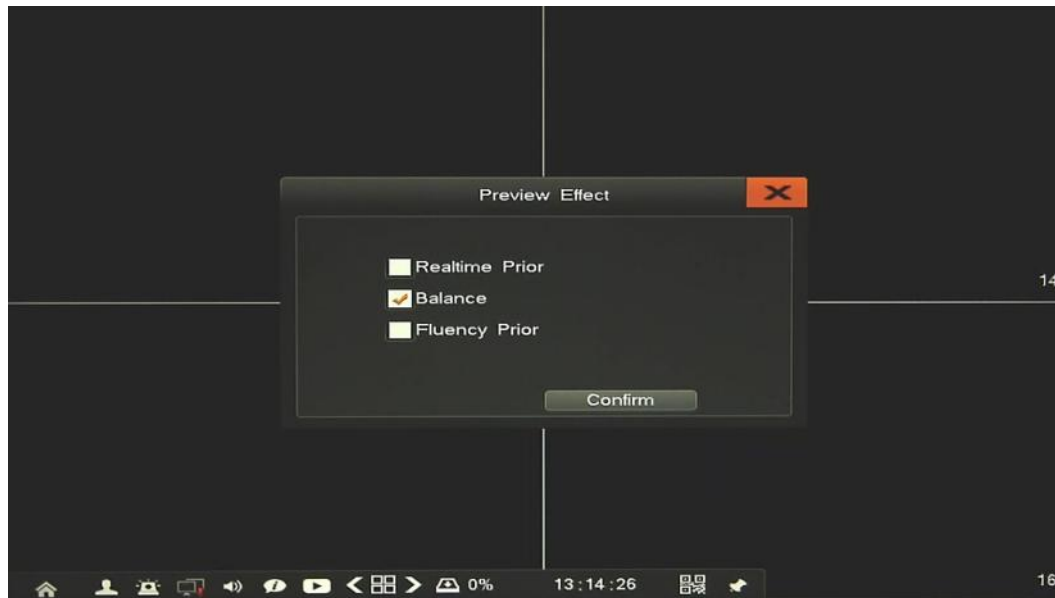 Preview Effect
Realtime Prior
14
Balance
Fluency Prior
Confirm
0%
13:14:26
16